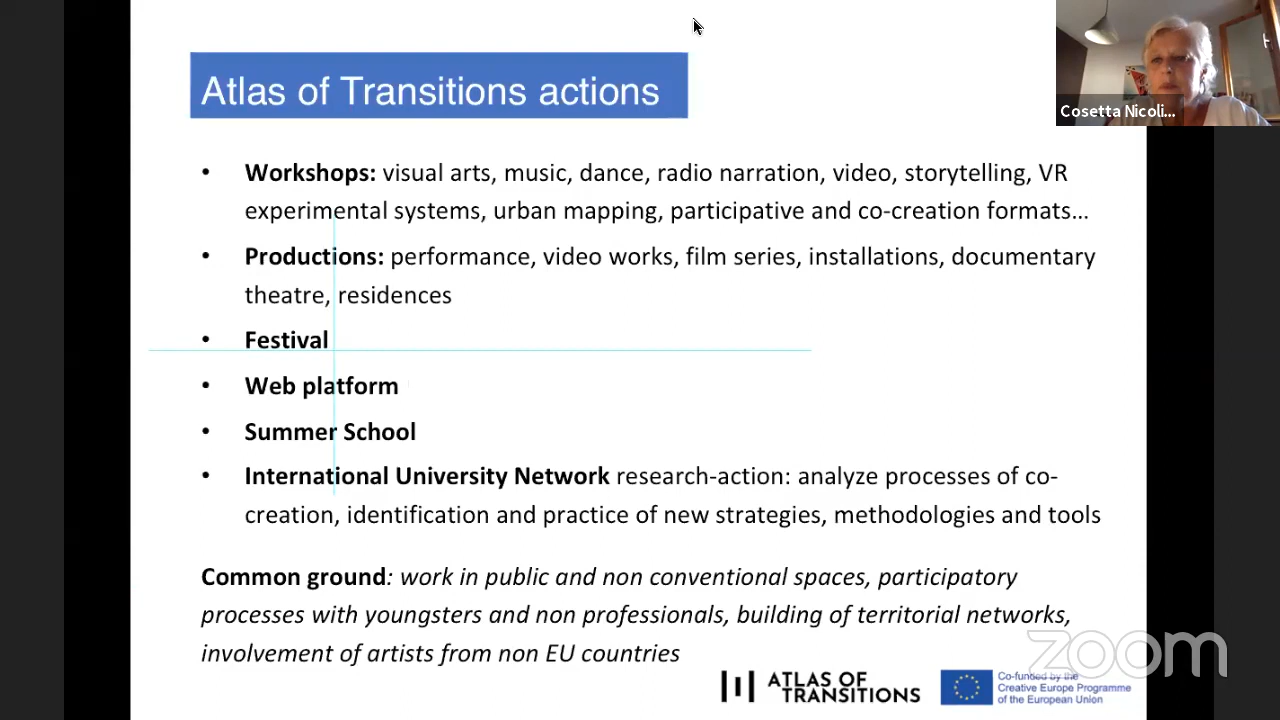 Atlas of Transitions actions
Cosetta Nicoli...
• Workshops: visual arts, music, dance, radio narration, video, storytelling, VR
experimental systems, urban mapping, participative and co-creation formats...
• Productions: performance, video works, film series, installations, documentary
theatre, residences
• Festival
• Web platform
• Summer School
• International University Network research-action: analyze processes of co-
creation, identification and practice of new strategies, methodologies and tools
Common ground: work in public and non conventional spaces, participatory
processes with youngsters and non professionals, building of territorial networks,
involvement of artists from non EU countries
zoom
ATLAS OF
TRANSITIONS
Co-funded by the
Creative Europe Programme
of the European Union